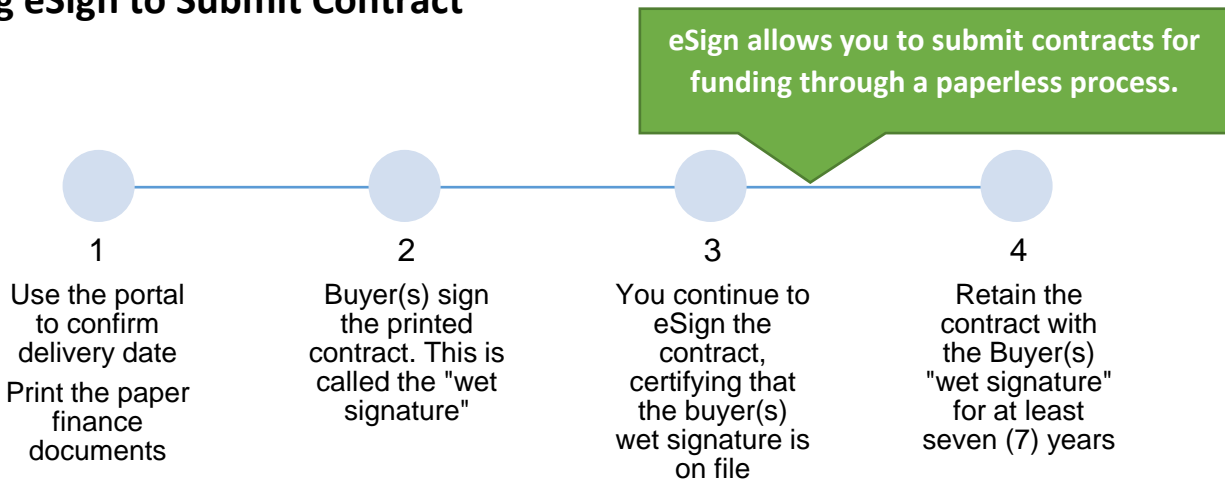 eSign to Submit Contract
eSign allows you to submit contracts for
funding through a paperless process.
1
Use the portal
to confirm
delivery date
Print the paper
finance
documents
2
Buyer(s) sign
the printed
contract. This is
called the "wet
signature"
3
You continue to
eSign the
contract,
certifying that
the buyer(s)
wet signature is
on file
4
Retain the
contract with
the Buyer(s)
"wet signature"
for at least
seven (7) years